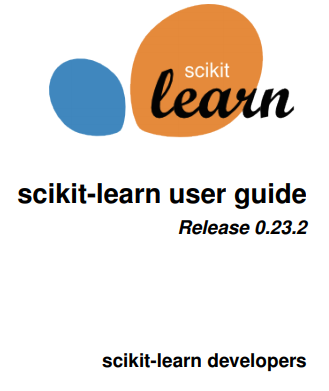 scikit
learn
scikit-learn user guide
Release 0.23.2
scikit-learn developers